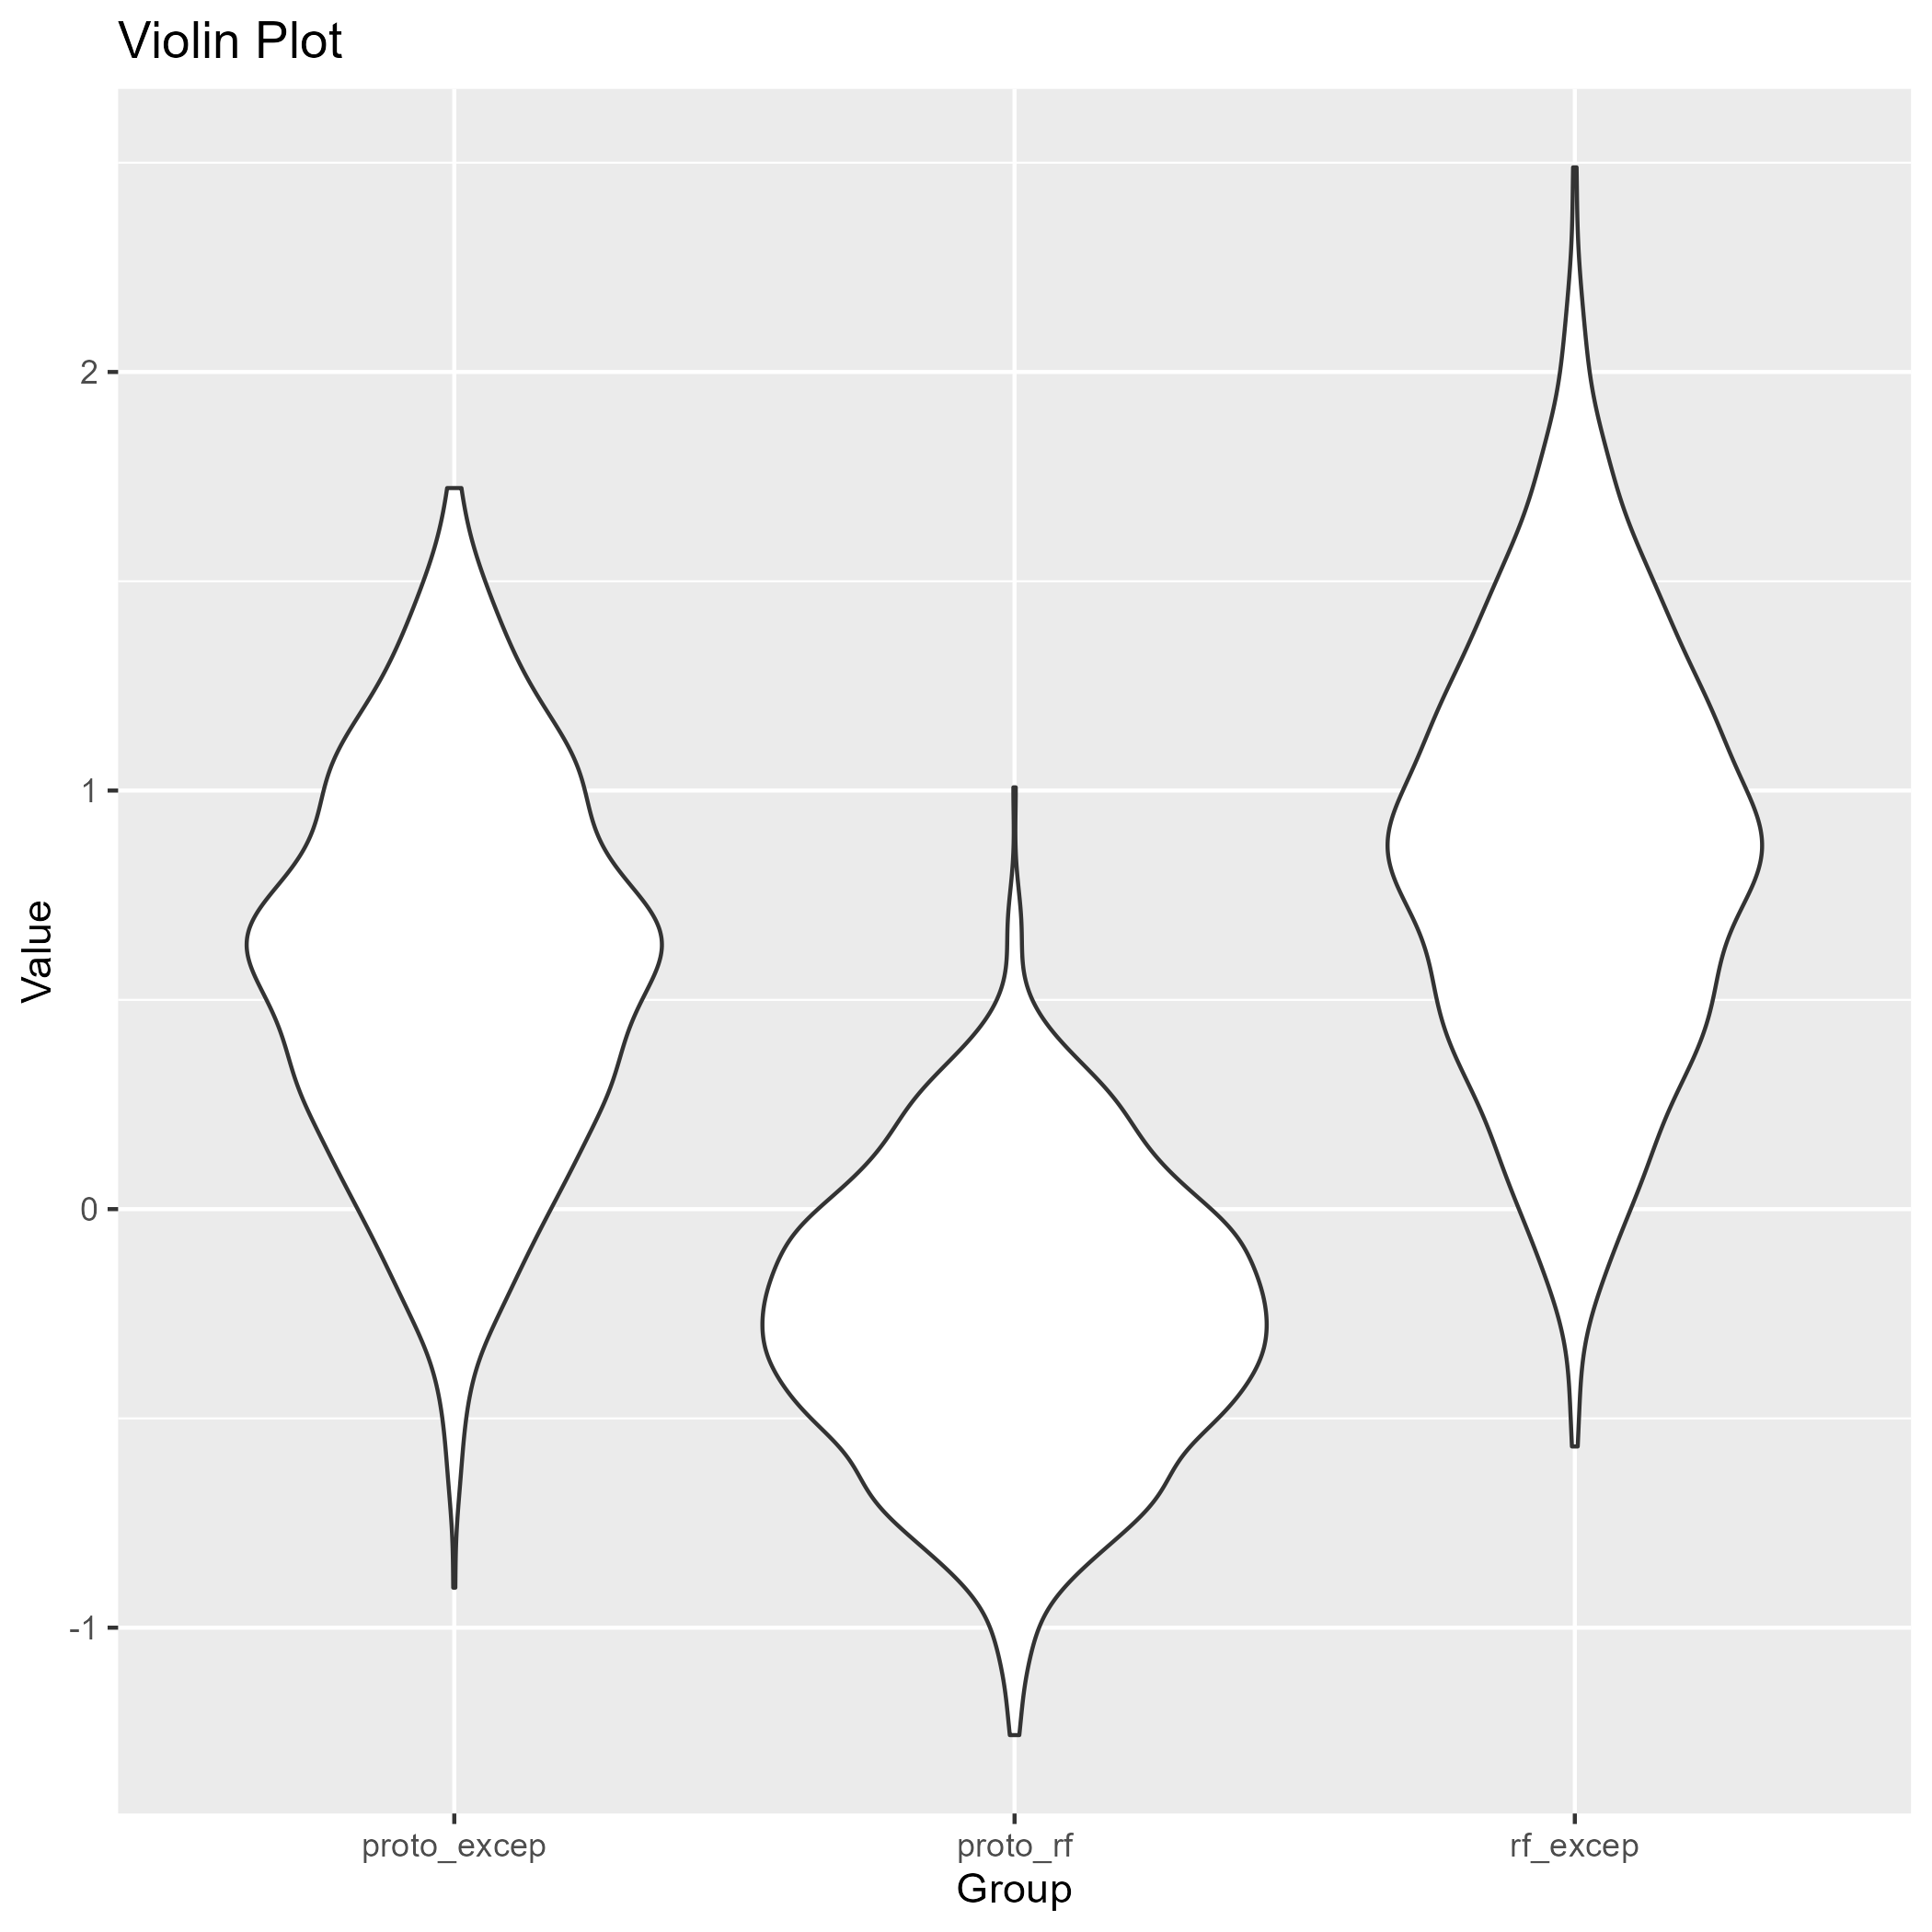 Violin Plot
Value
2
1
0
-1
proto_excep
proto_rf
rf_excep
Group